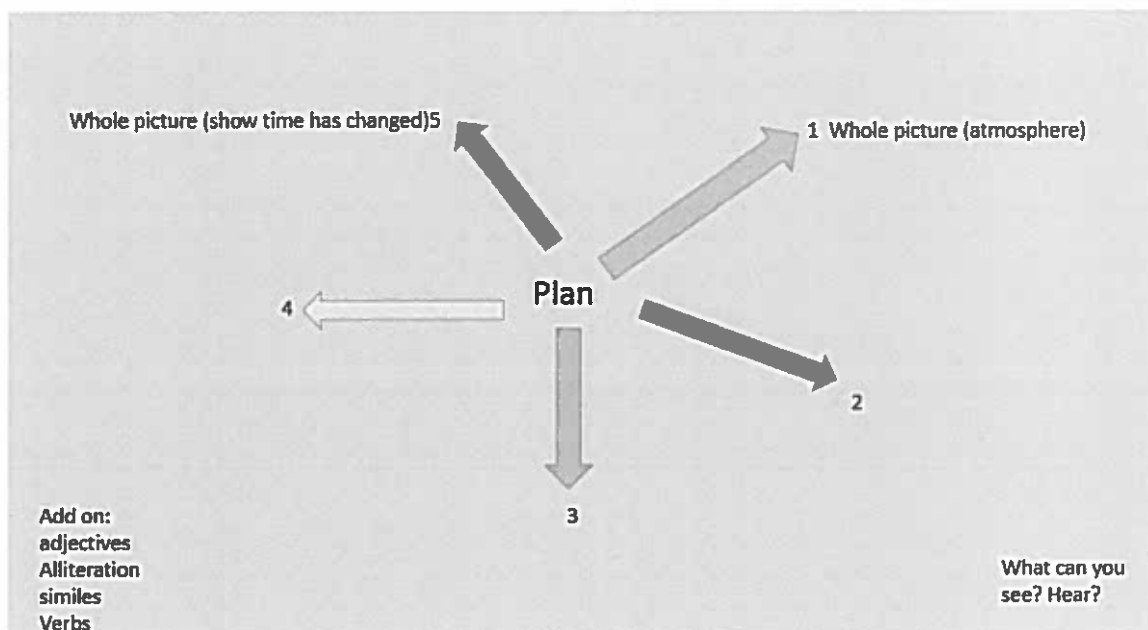 Whole picture (show time has changed)5
1 Whole picture (atmosphere)
Plan
4
2
3
Add on:
adjectives
Alliteration
similes
Verbs
What can you
see? Hear?